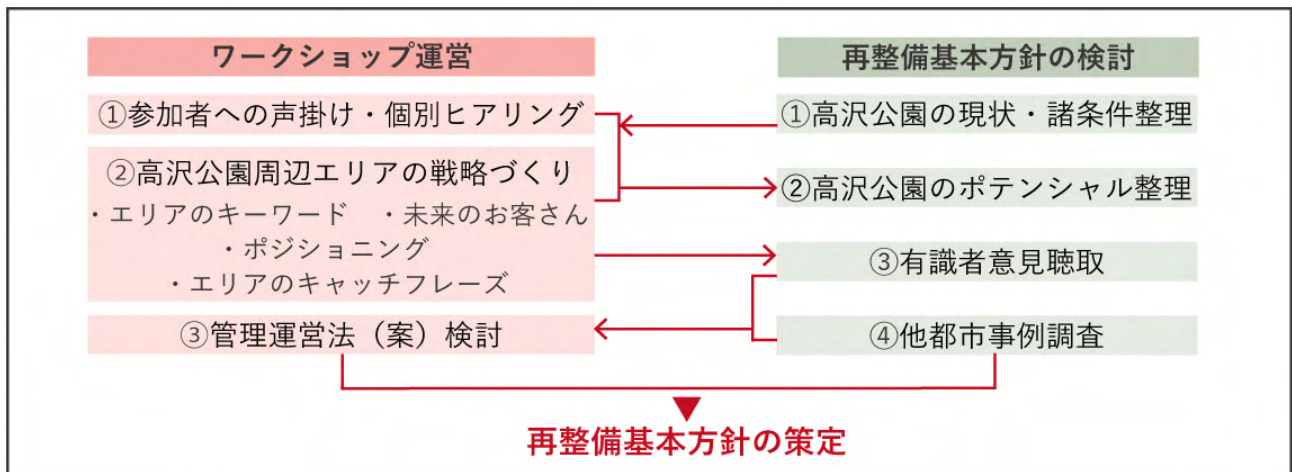 ワークショップ運営
①参加者への声掛け・個別ヒアリング
②高沢公園周辺エリアの戦略づくり
・エリアのキーワード　・未来のお客さん
・ポジショニング
・エリアのキャッチフレーズ
③管理運営法（案）検討
再整備基本方針の検討
①高沢公園の現状・諸条件整理
②高沢公園のポテンシャル整理
③有識者意見聴取
④他都市事例調査
再整備基本方針の策定